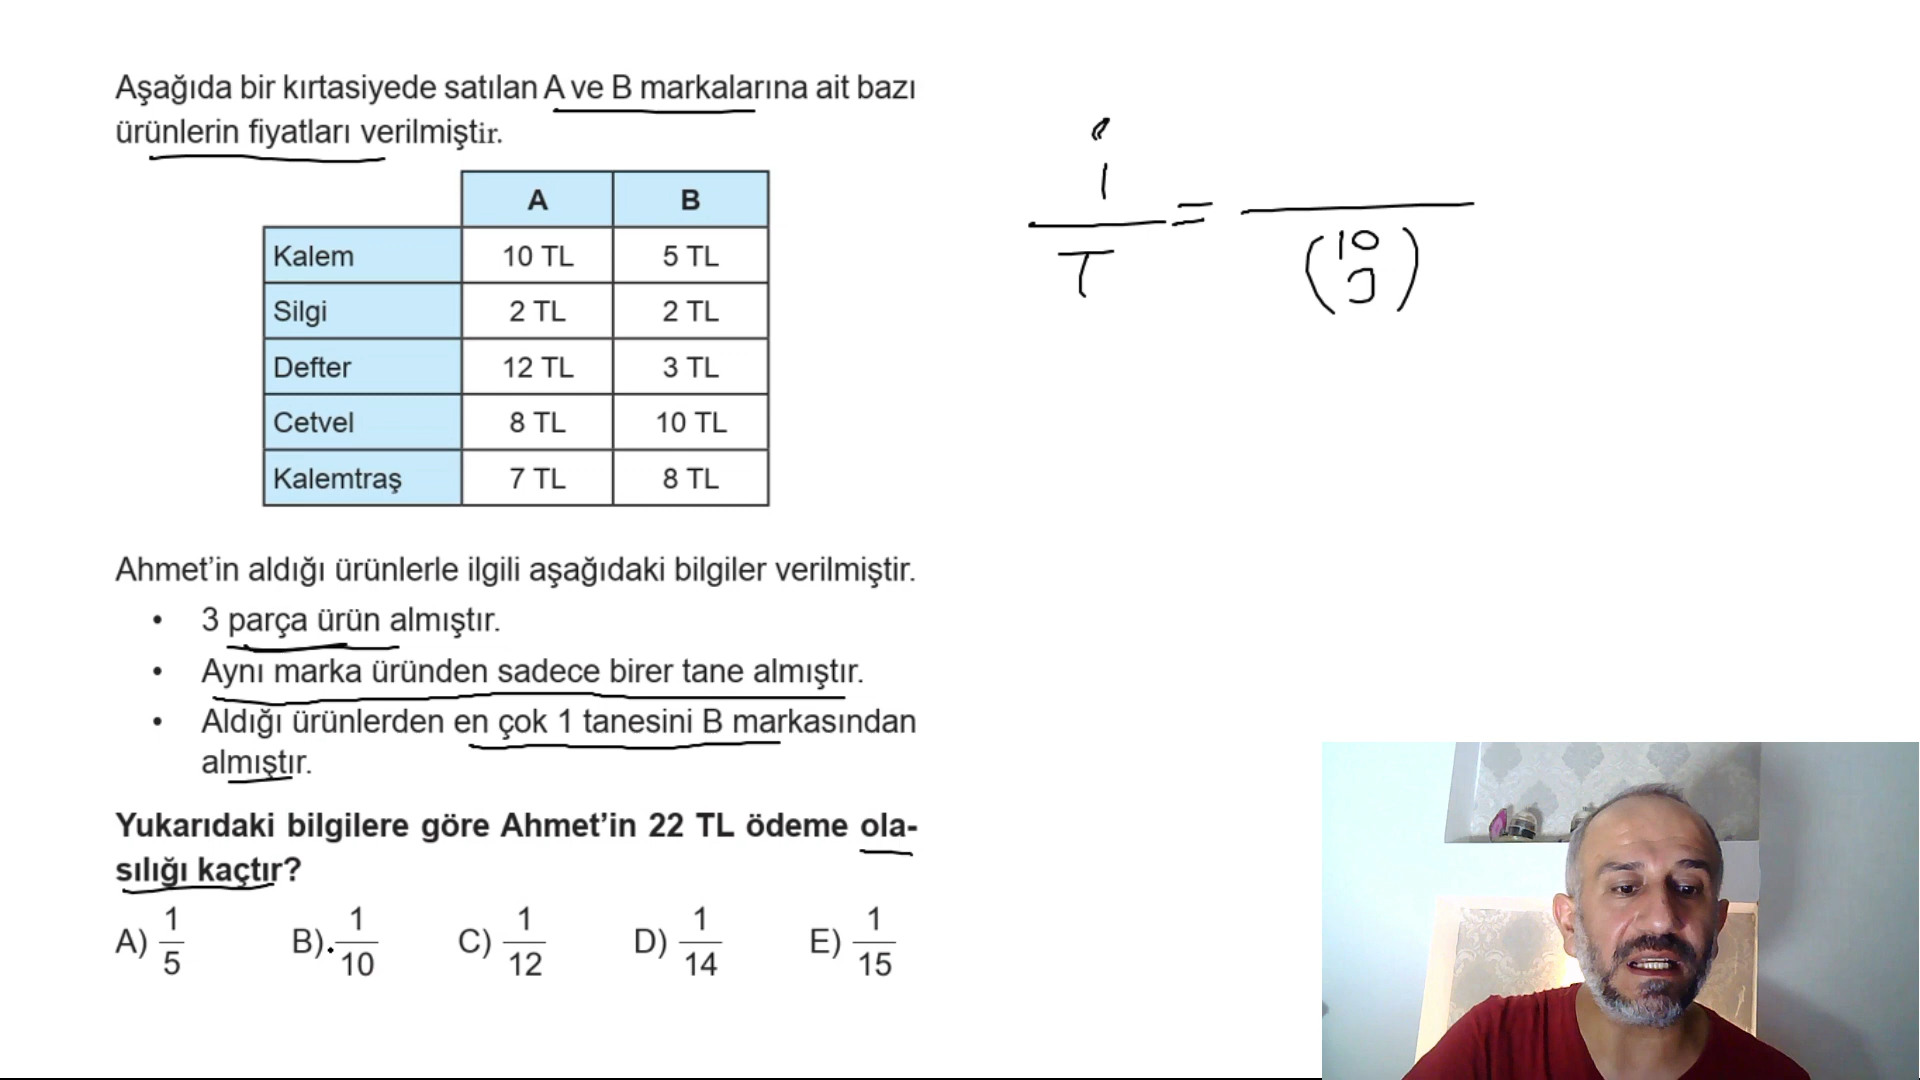 Aşağıda bir kırtasiyede satılan A ve B markalarına ait bazı
ürünlerin fiyatları verilmiştir.
A B
Kalem 10 TL 5 TL
Silgi 2 TL 2 TL
Defter 12 TL 3 TL
Cetvel 8 TL 10 TL
Kalemtraş 7 TL 8 TL
Ahmet’in aldığı ürünlerle ilgili aşağıdaki bilgiler verilmiştir.
• 3 parça ürün almıştır.
• Aynı marka üründen sadece birer tane almıştır.
• Aldığı ürünlerden en çok 1 tanesini B markasından
almıştır.
Yukarıdaki bilgilere göre Ahmet’in 22 TL ödeme ola-
sılığı kaçtır?
A) 1/5 B) 1/10 C) 1/12 D) 1/14 E) 1/15
i
T
=
10